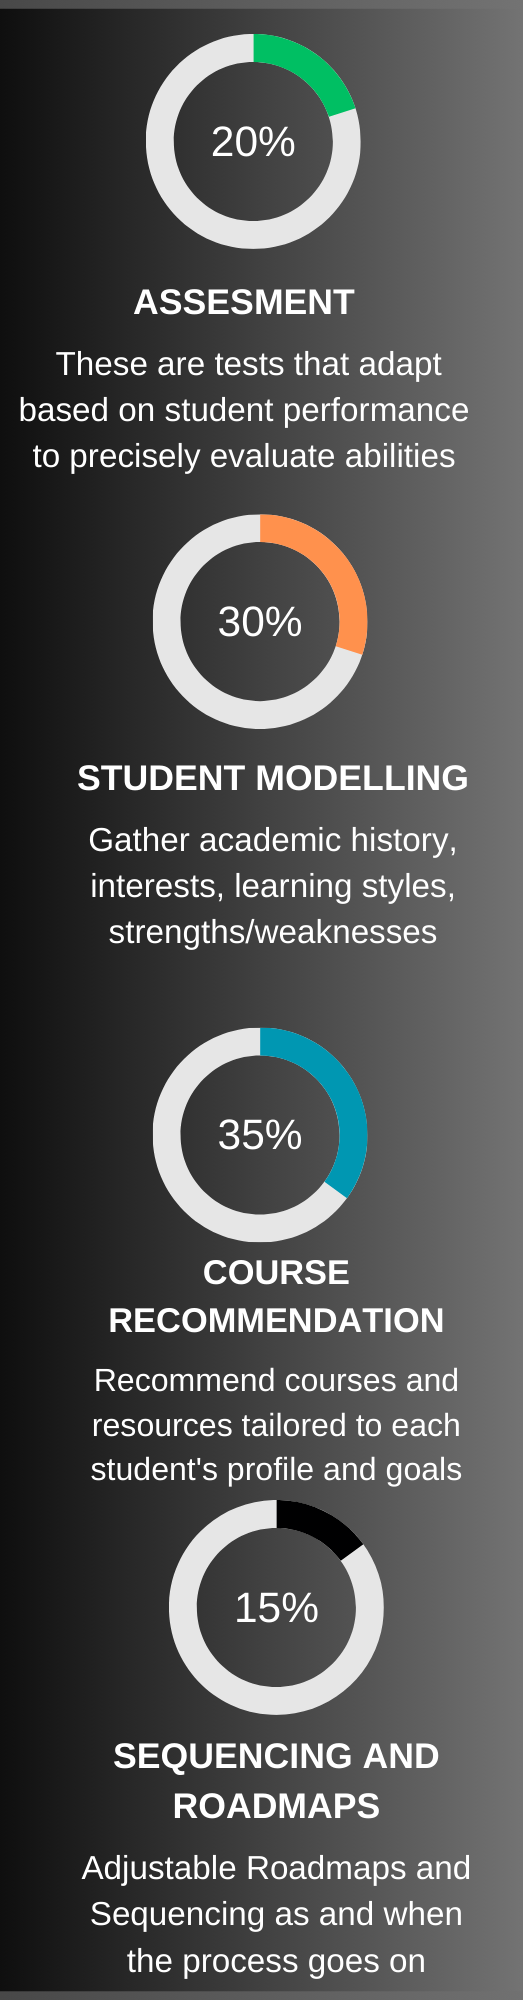 20%
ASSESMENT
These are tests that adapt
based on student performance
to precisely evaluate abilities
30%
STUDENT MODELLING
Gather academic history,
interests, learning styles,
strengths/weaknesses
35%
COURSE
RECOMMENDATION
Recommend courses and
resources tailored to each
student's profile and goals
15%
SEQUENCING AND
ROADMAPS
Adjustable Roadmaps and
Sequencing as and when
the process goes on